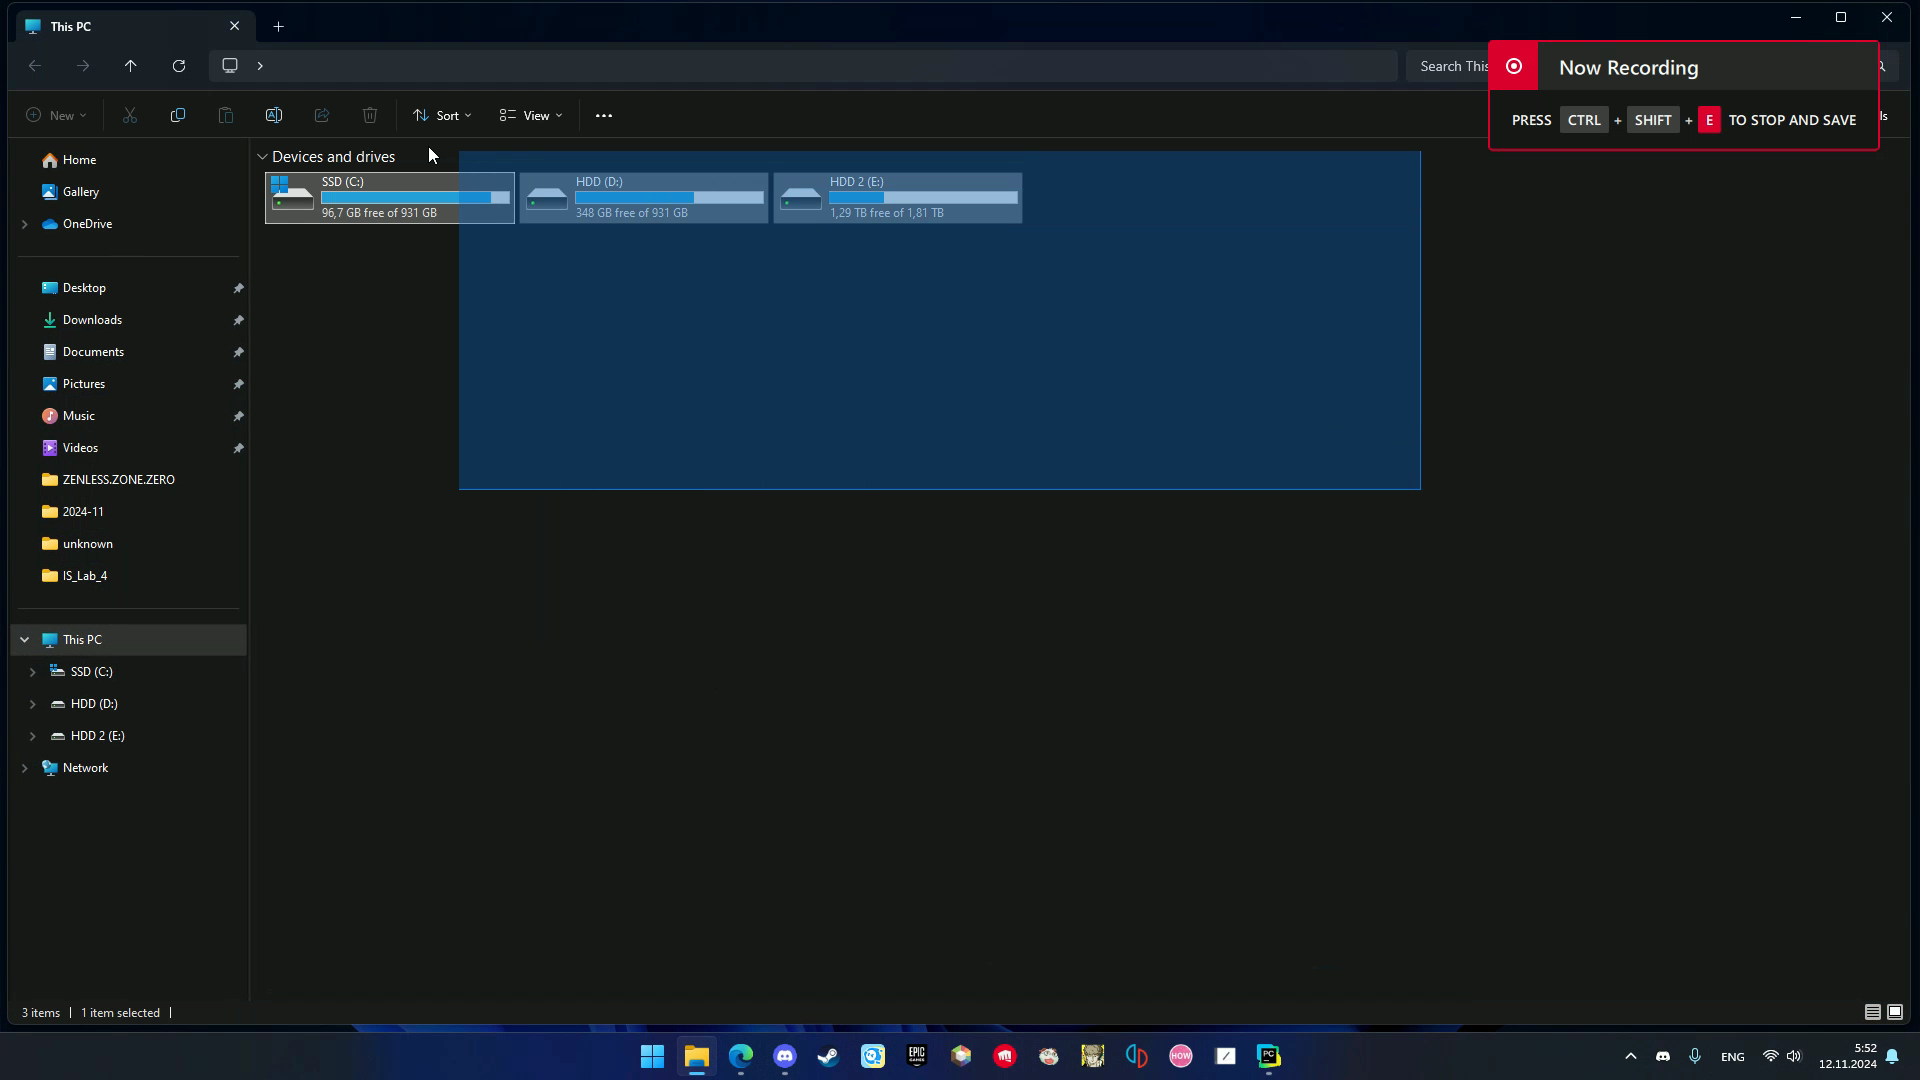 This PC
Search This
Now Recording
PRESS CTRL + SHIFT + E TO STOP AND SAVE
New
Sort
View
ls
Devices and drives
SSD (C:)
96,7 GB free of 931 GB
HDD (D:)
348 GB free of 931 GB
HDD 2 (E:)
1,29 TB free of 1,81 TB
Home
Gallery
OneDrive
Desktop
Downloads
Documents
Pictures
Music
Videos
ZENLESS.ZONE.ZERO
2024-11
unknown
IS_Lab_4
This PC
SSD (C:)
HDD (D:)
HDD 2 (E:)
Network
3 items
1 item selected
EPIC
GAMES
HOW
PC
ENG
5:52
12.11.2024